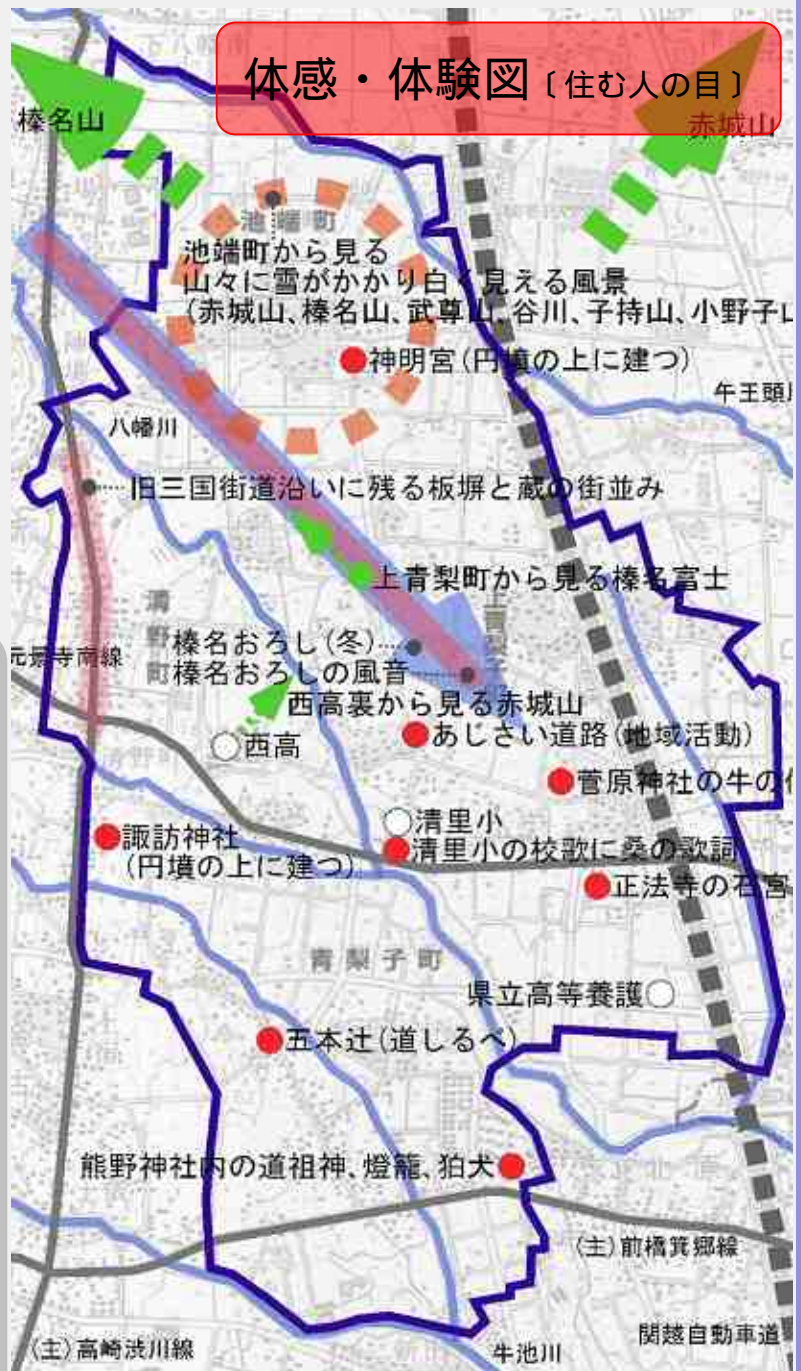 体感・体験図〔住む人の目〕
榛名山
赤城山
池端町
池端町から見る
山々に雪がかかり白く見える風景
(赤城山、榛名山、武尊山、谷川、子持山、小野子山
神明宮(円墳の上に建つ)
午王頭川
八幡川
旧三国街道沿いに残る板塀と蔵の街並み
上青梨町から見る榛名富士
清野町
上青梨子町
榛名おろし(冬)
元景寺南線
榛名おろしの風音
西高裏から見る赤城山
あじさい道路(地域活動)
西高
菅原神社の牛の
清里小
諏訪神社
(円墳の上に建つ)
清里小の校歌に桑の歌詞
正法寺の石宮
青梨子町
県立高等養護
五本辻(道しるべ)
熊野神社内の道祖神、燈籠、狛犬
(主)前橋箕郷線
関越自動車道
(主)高崎渋川線
牛池川